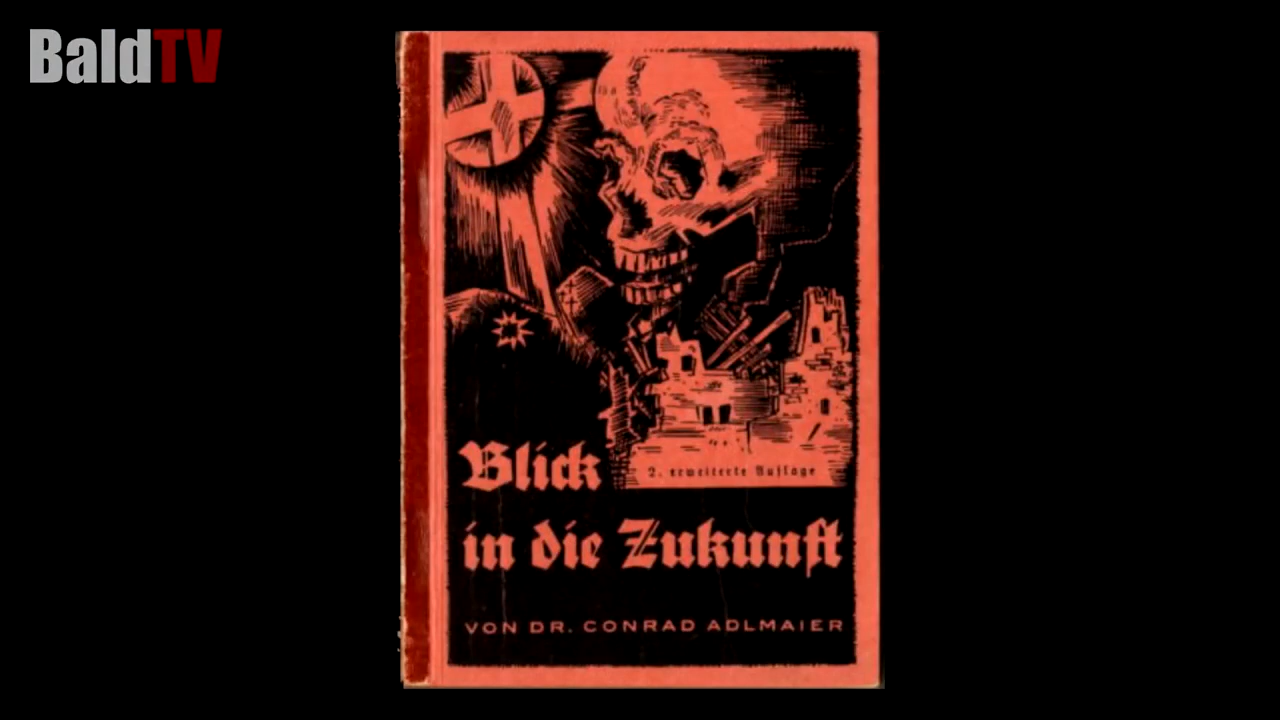 BaldTV
Blick
2. erweiterte Auflage
in die Zukunft
VON DR. CONRAD ADLMAIER